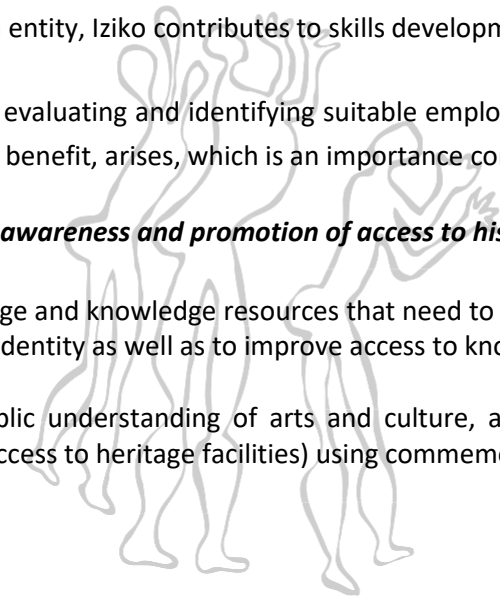 entity, Iziko contributes to skills developm
evaluating and identifying suitable emplo
benefit, arises, which is an importance co
awareness and promotion of access to his
ge and knowledge resources that need to
dentity as well as to improve access to kno
blic understanding of arts and culture, a
ccess to heritage facilities) using commemo